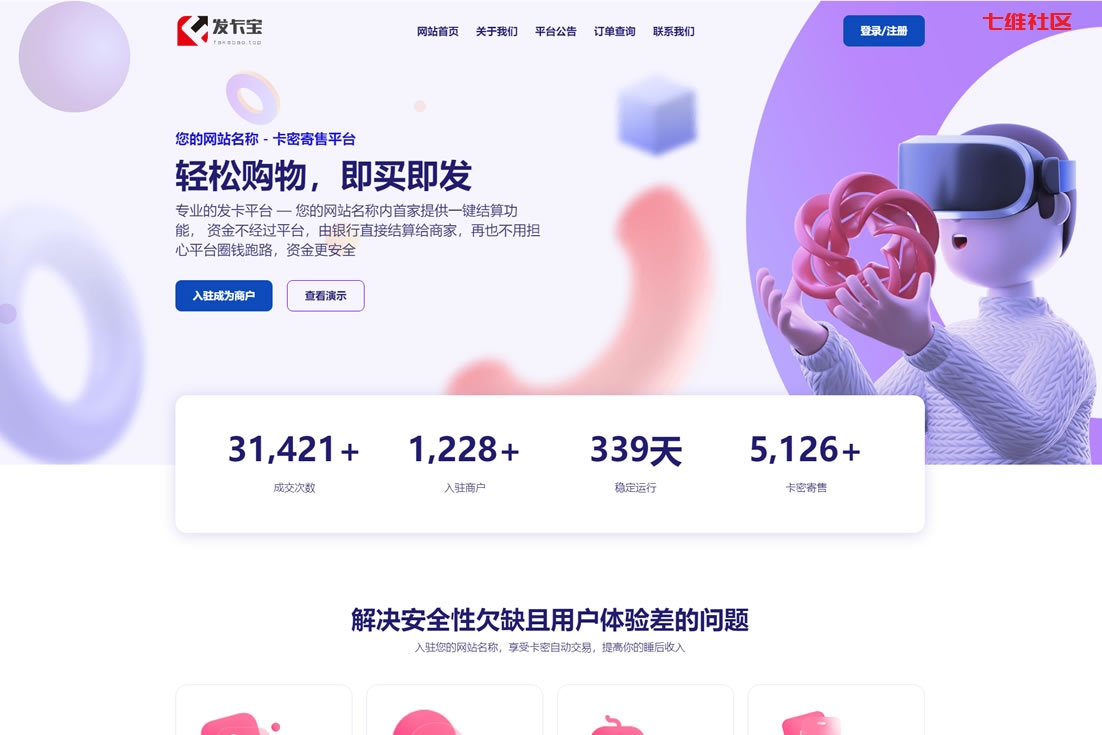 发卡宝
fakabao.top
网站首页 关于我们 平台公告 订单查询 联系我们
登录/注册
七维社区
您的网站名称 - 卡密寄售平台
轻松购物，即买即发
专业的发卡平台 — 您的网站名称内首家提供一键结算功
能， 资金不经过平台，由银行直接结算给商家，再也不用担
心平台圈钱跑路，资金更安全
入驻成为商户 查看演示
31,421+ 1,228+ 339天 5,126+
成交次数 入驻商户 稳定运行 卡密寄售
解决安全性欠缺且用户体验差的问题
入驻您的网站名称，享受卡密自动交易，提高你的睡后收入